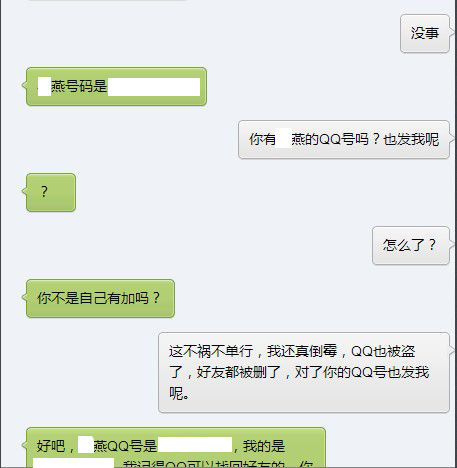 没事
燕号码是
你有 燕的QQ号吗？也发我呢
？
怎么了？
你不是自己有加吗？
这不祸不单行，我还真倒霉，QQ也被盗
了，好友都被删了，对了你的QQ号也发我
呢。
好吧， 燕QQ号是 ，我的是
，我记得QQ可以找回好友的，你